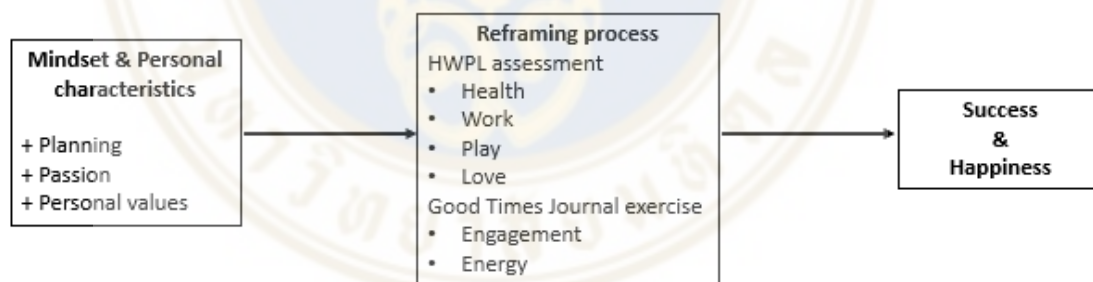 Mindset & Personal
characteristics
+ Planning
+ Passion
+ Personal values
Reframing process
HWPL assessment
• Health
• Work
• Play
• Love
Good Times Journal exercise
• Engagement
• Energy
Success
&
Happiness